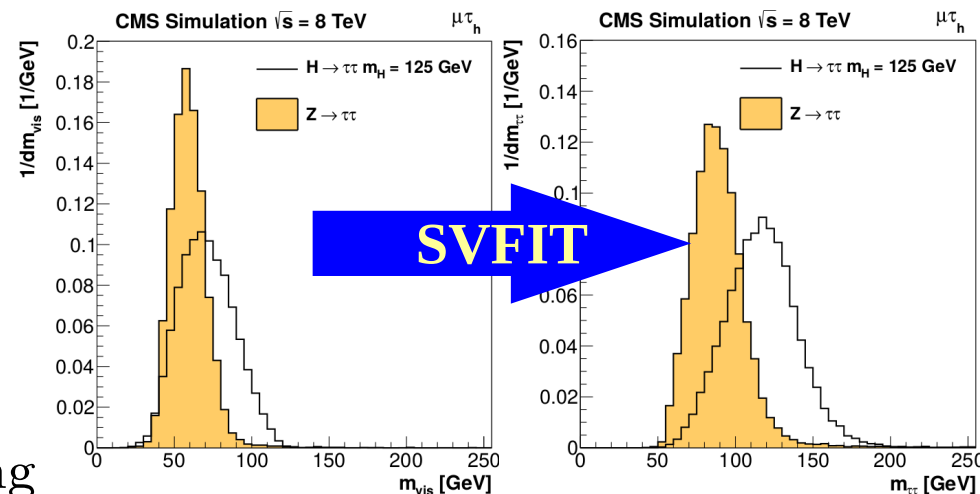 CMS Simulation √s = 8 TeV μτh
1/dmvis [1/GeV]
0.2
0.18
0.16
0.14
0.12
0.1
0.08
0.06
0.04
0.02
0
H → ττ mH = 125 GeV
Z → ττ
0 50 100 150 200 250
mvis [GeV]
SVFIT
CMS Simulation √s = 8 TeV μτh
1/dmττ [1/GeV]
0.16
0.14
0.12
0.1
0.06
0.04
0.02
0
H → ττ mH = 125 GeV
Z → ττ
0 50 100 150 200 250
mττ [GeV]
ng